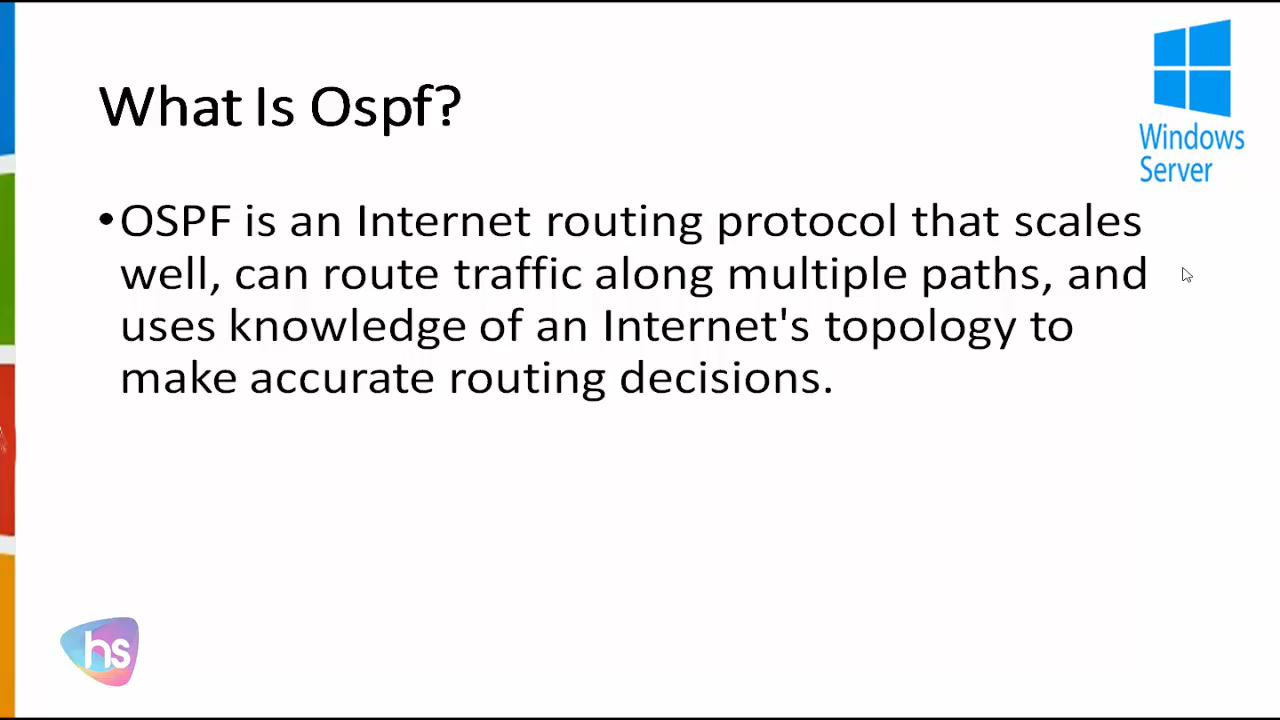 What Is Ospf?
Windows
Server
•OSPF is an Internet routing protocol that scales
well, can route traffic along multiple paths, and
uses knowledge of an Internet's topology to
make accurate routing decisions.
hs